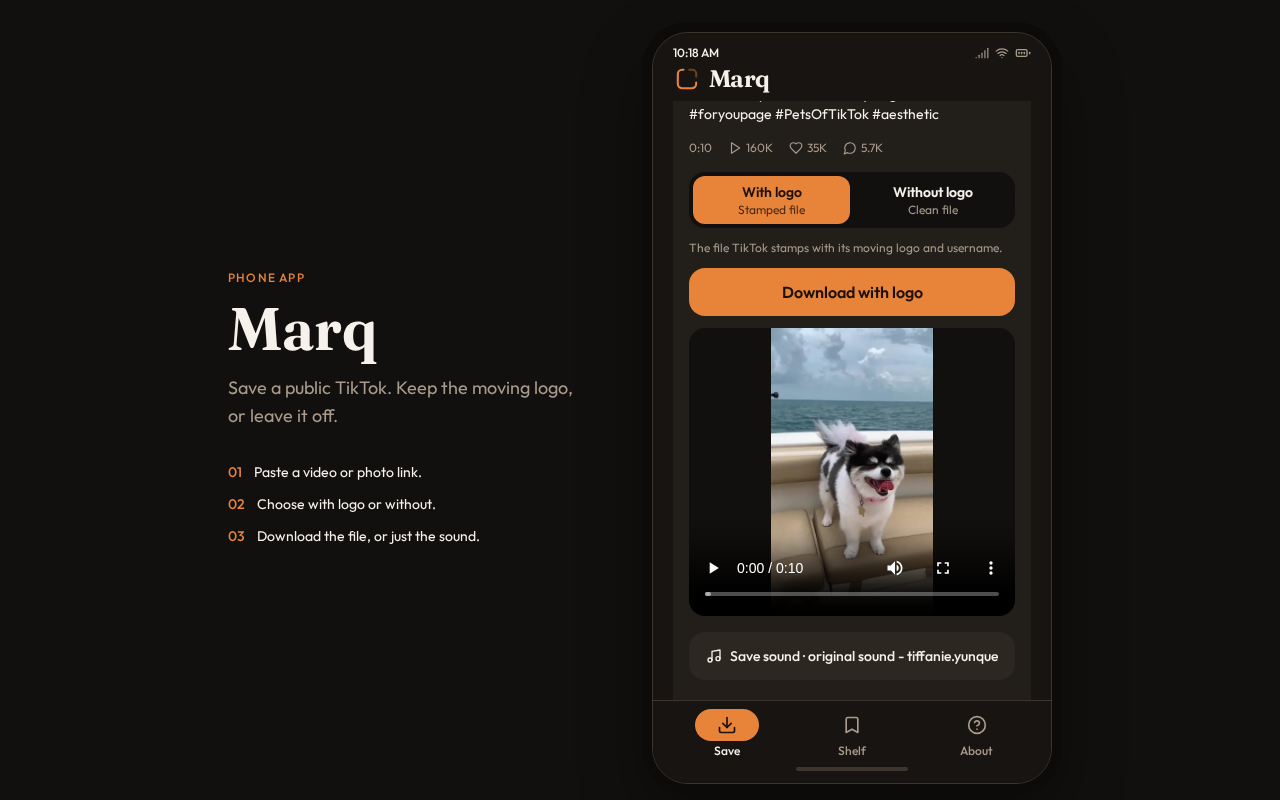 PHONE APP
Marq
Save a public TikTok. Keep the moving logo,
or leave it off.
01 Paste a video or photo link.
02 Choose with logo or without.
03 Download the file, or just the sound.
10:18 AM
Marq
#foryoupage #PetsOfTikTok #aesthetic
0:10 160K 35K 5.7K
With logo
Stamped file
Without logo
Clean file
The file TikTok stamps with its moving logo and username.
Download with logo
0:00 / 0:10
Save sound · original sound - tiffanie.yunque
Save
Shelf
About